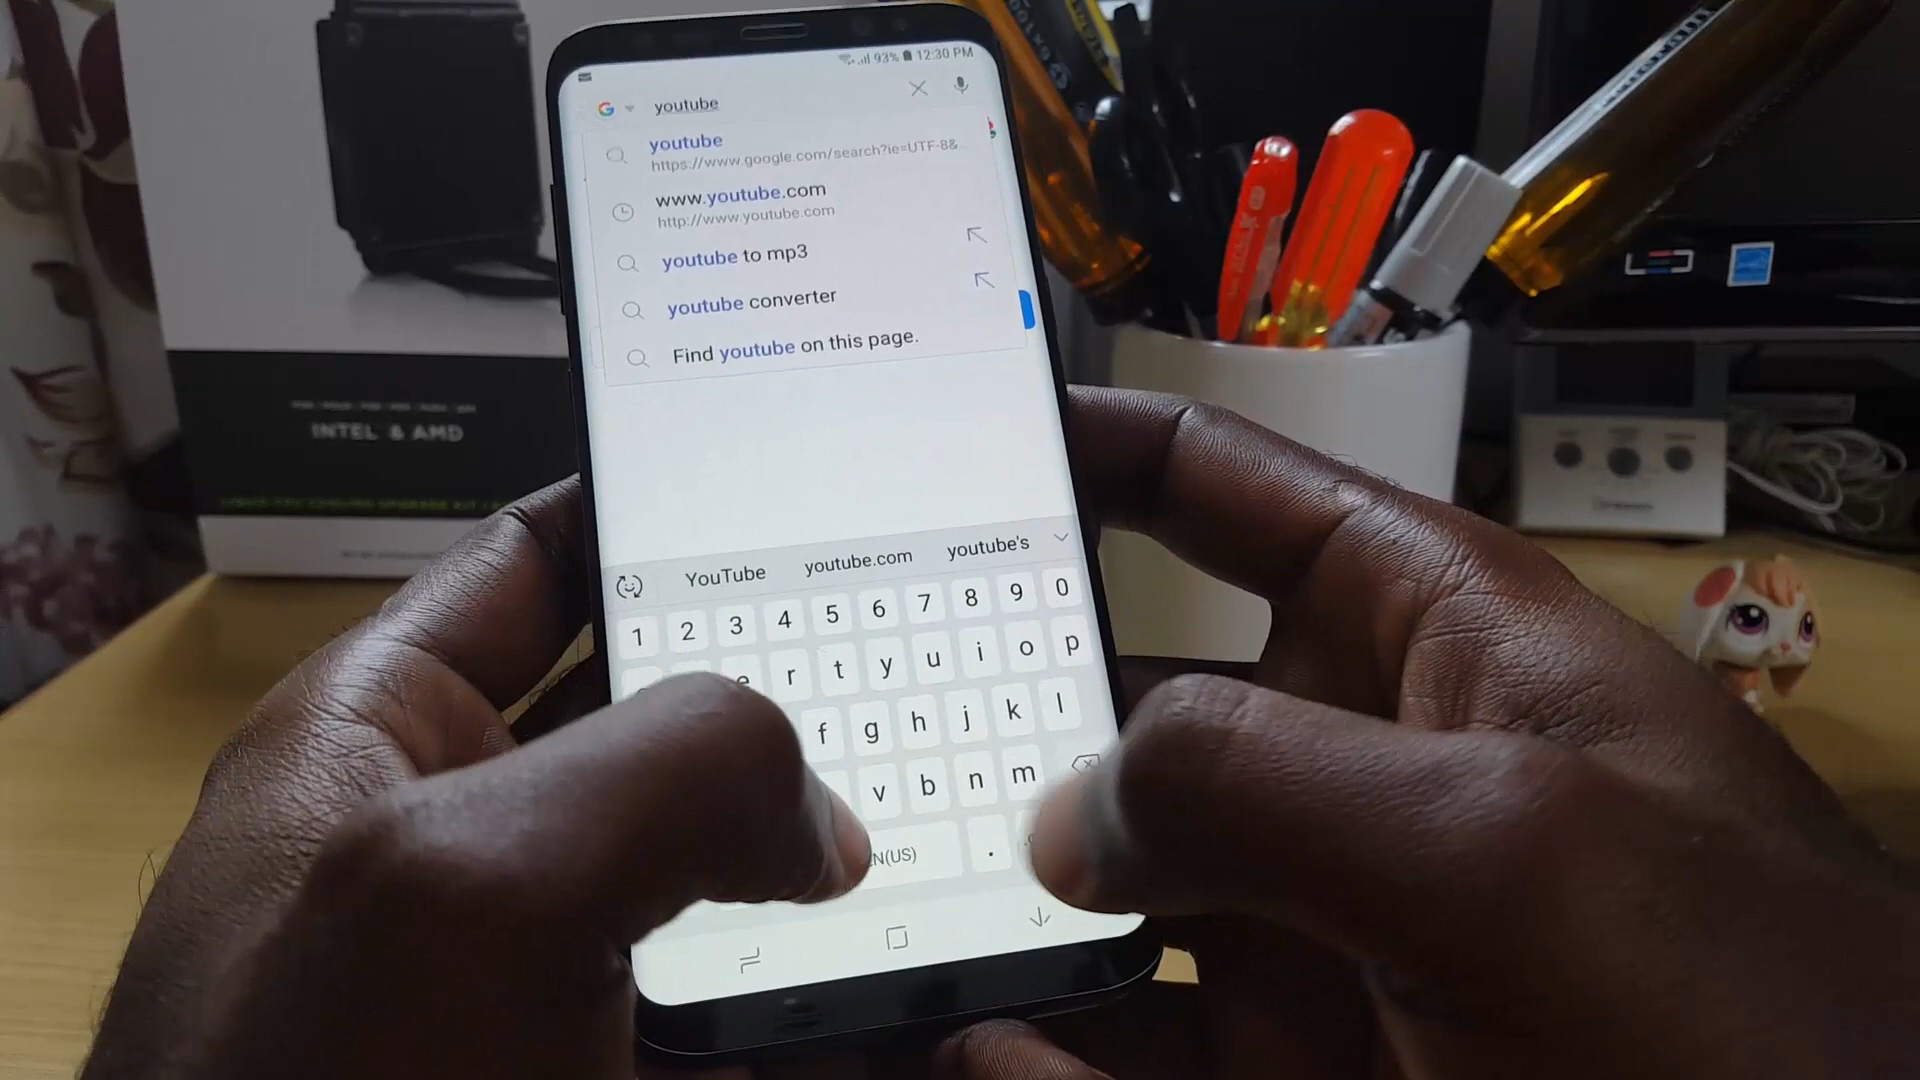 93% 12:30 PM
youtube
youtube
https://www.google.com/search?ie=UTF-8&
www.youtube.com
http://www.youtube.com
youtube to mp3
youtube converter
Find youtube on this page.
YouTube youtube.com youtube's
1 2 3 4 5 6 7 8 9 0
e r t y u i o p
f g h j k l
v b n m
N(US) .
INTEL & AMD